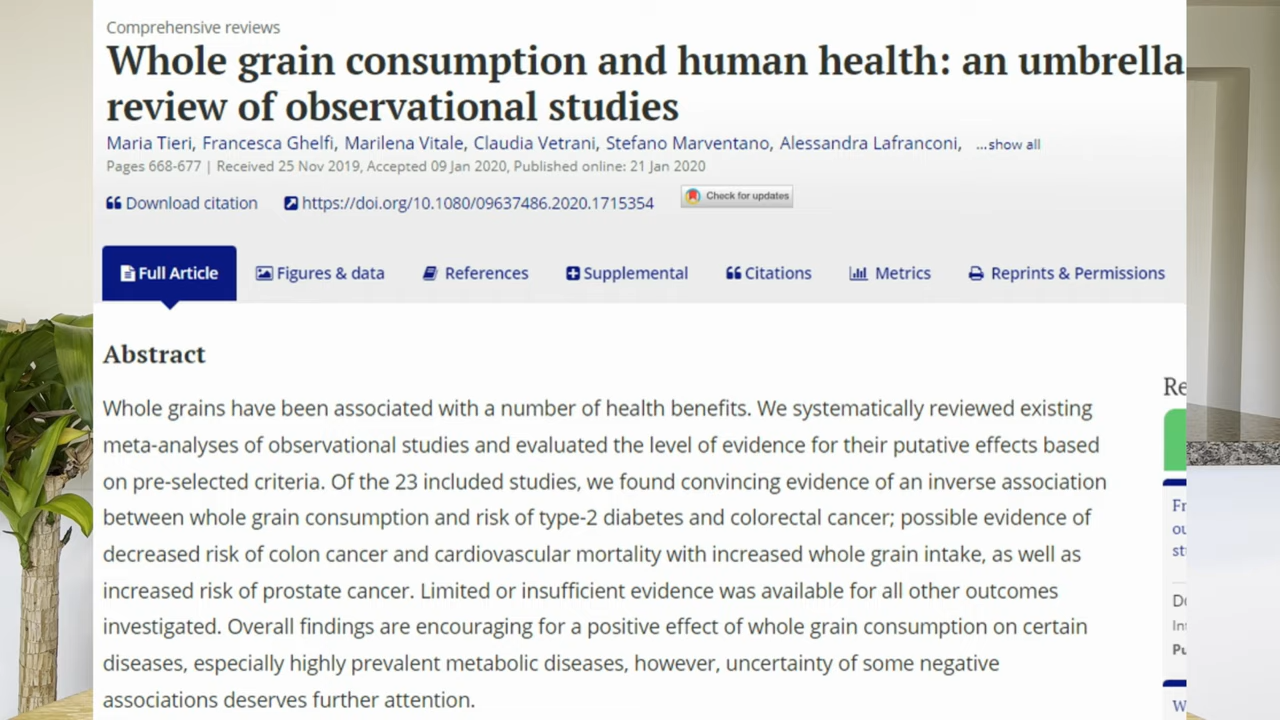 Comprehensive reviews
Whole grain consumption and human health: an umbrella
review of observational studies
Maria Tieri, Francesca Ghelfi, Marilena Vitale, Claudia Vetrani, Stefano Marventano, Alessandra Lafranconi, ...show all
Pages 668-677 | Received 25 Nov 2019, Accepted 09 Jan 2020, Published online: 21 Jan 2020
Download citation https://doi.org/10.1080/09637486.2020.1715354 Check for updates
Full Article Figures & data References Supplemental Citations Metrics Reprints & Permissions
Abstract
Whole grains have been associated with a number of health benefits. We systematically reviewed existing
meta-analyses of observational studies and evaluated the level of evidence for their putative effects based
on pre-selected criteria. Of the 23 included studies, we found convincing evidence of an inverse association
between whole grain consumption and risk of type-2 diabetes and colorectal cancer; possible evidence of
decreased risk of colon cancer and cardiovascular mortality with increased whole grain intake, as well as
increased risk of prostate cancer. Limited or insufficient evidence was available for all other outcomes
investigated. Overall findings are encouraging for a positive effect of whole grain consumption on certain
diseases, especially highly prevalent metabolic diseases, however, uncertainty of some negative
associations deserves further attention.